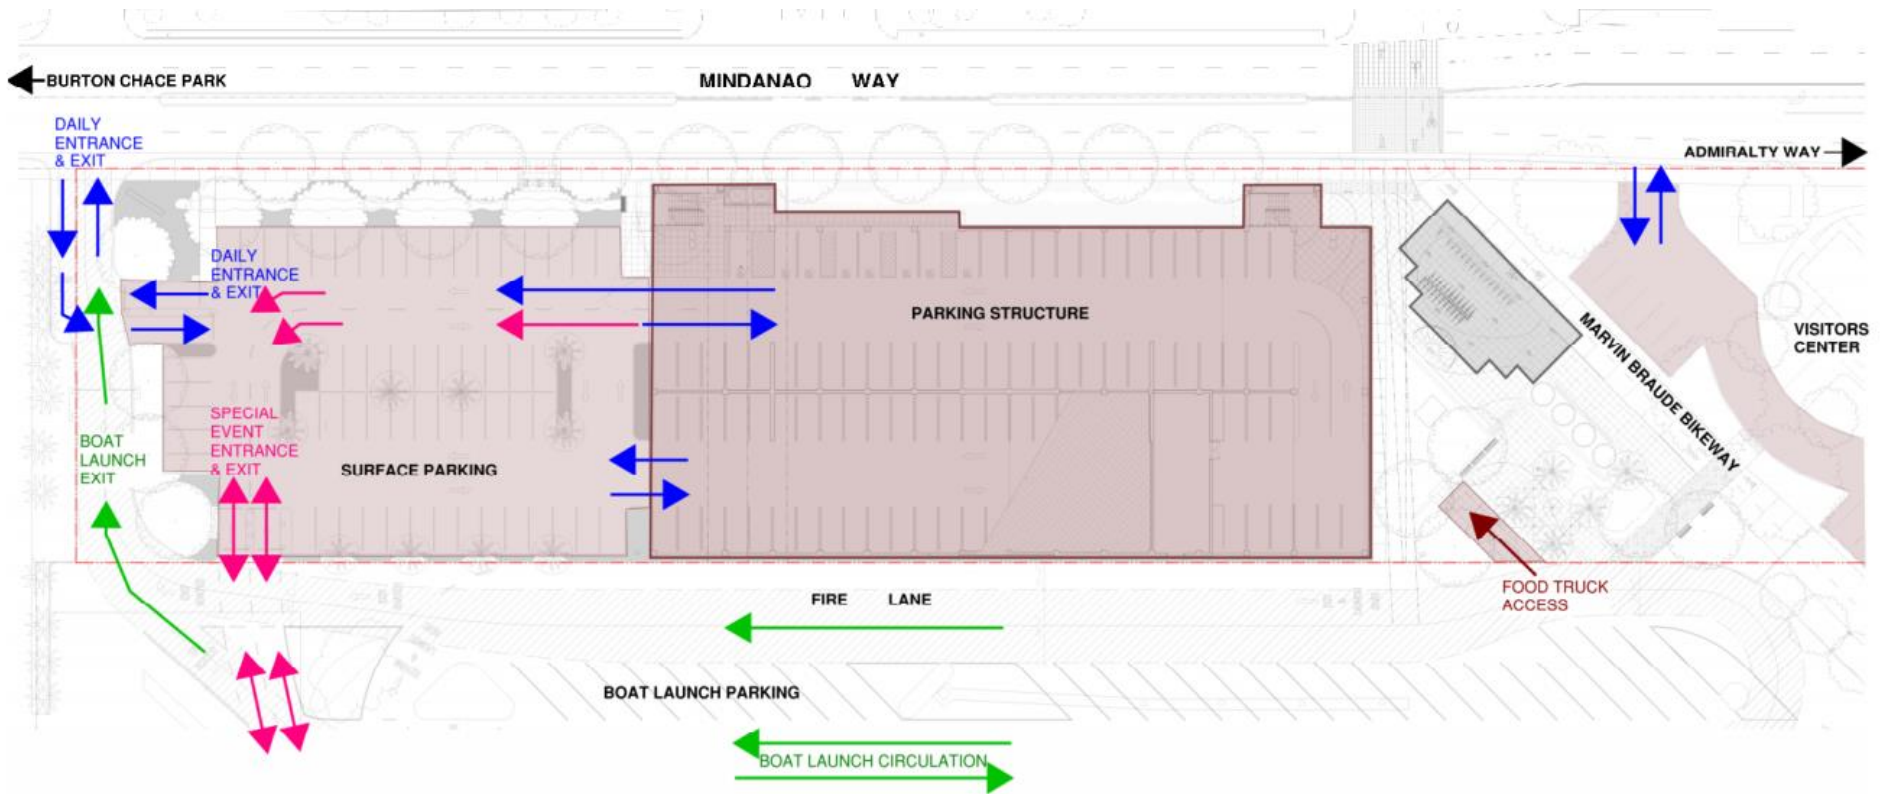 BURTON CHACE PARK
MINDANAO WAY
DAILY
ENTRANCE
& EXIT
ADMIRALTY WAY
DAILY
ENTRANCE
& EXIT
PARKING STRUCTURE
MARVIN BRAUDE BIKEWAY
VISITORS
CENTER
SPECIAL
EVENT
ENTRANCE
& EXIT
BOAT
LAUNCH
EXIT
SURFACE PARKING
FOOD TRUCK
ACCESS
FIRE LANE
BOAT LAUNCH PARKING
BOAT LAUNCH CIRCULATION